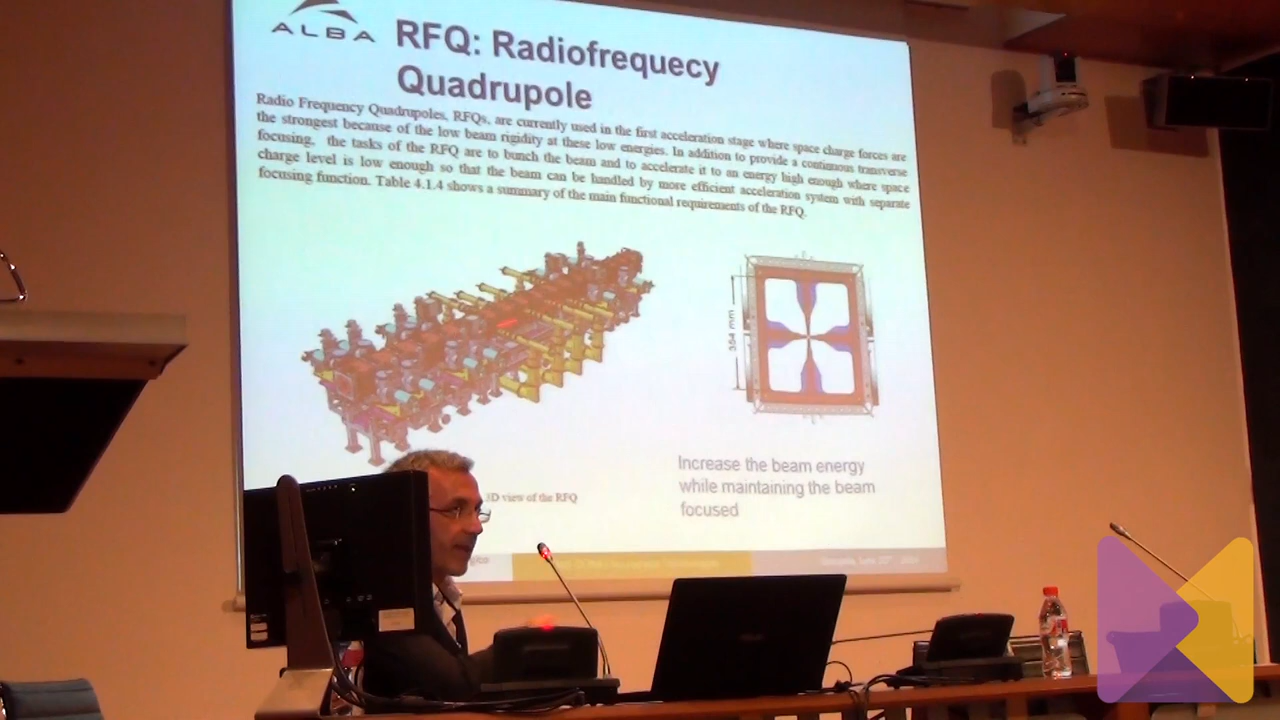 ALBA
RFQ: Radiofrequecy
Quadrupole
Radio Frequency Quadrupoles, RFQs, are currently used in the first acceleration stage where space charge forces are
the strongest because of the low beam rigidity at these low energies. In addition to provide a continuous transverse
focusing, the tasks of the RFQ are to bunch the beam and to accelerate it to an energy high enough where space
charge level is low enough so that the beam can be handled by more efficient acceleration system with separate
focusing function. Table 4.1.4 shows a summary of the main functional requirements of the RFQ.
354 mm
Increase the beam energy
while maintaining the beam
focused
3D view of the RFQ